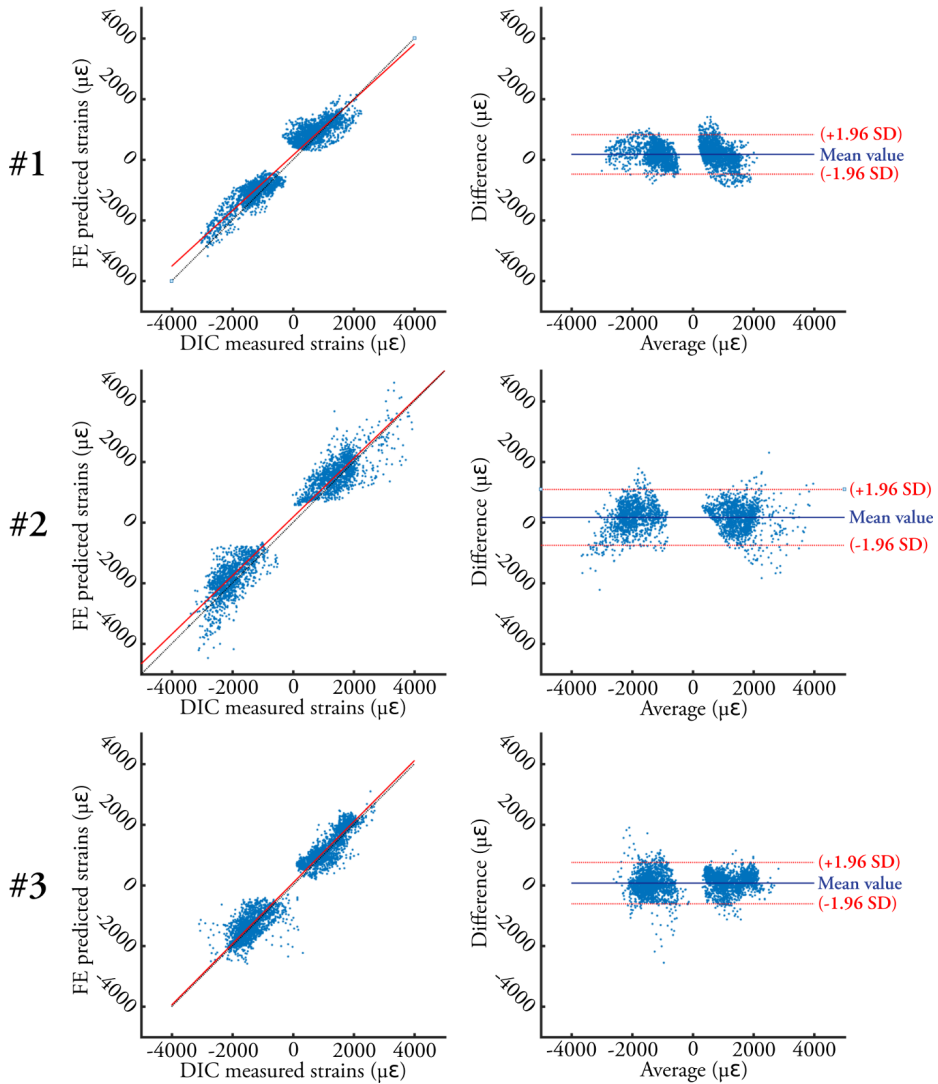 #1
FE predicted strains (με)
4000
2000
0
-2000
-4000
-4000 -2000 0 2000 4000
DIC measured strains (με)
Difference (με)
4000
2000
0
-2000
-4000
(+1.96 SD)
Mean value
(-1.96 SD)
-4000 -2000 0 2000 4000
Average (με)
#2
FE predicted strains (με)
4000
2000
0
-2000
-4000
-4000 -2000 0 2000 4000
DIC measured strains (με)
Difference (με)
4000
2000
0
-2000
-4000
(+1.96 SD)
Mean value
(-1.96 SD)
-4000 -2000 0 2000 4000
Average (με)
#3
FE predicted strains (με)
4000
2000
0
-2000
-4000
-4000 -2000 0 2000 4000
DIC measured strains (με)
Difference (με)
4000
2000
0
-2000
-4000
(+1.96 SD)
Mean value
(-1.96 SD)
-4000 -2000 0 2000 4000
Average (με)